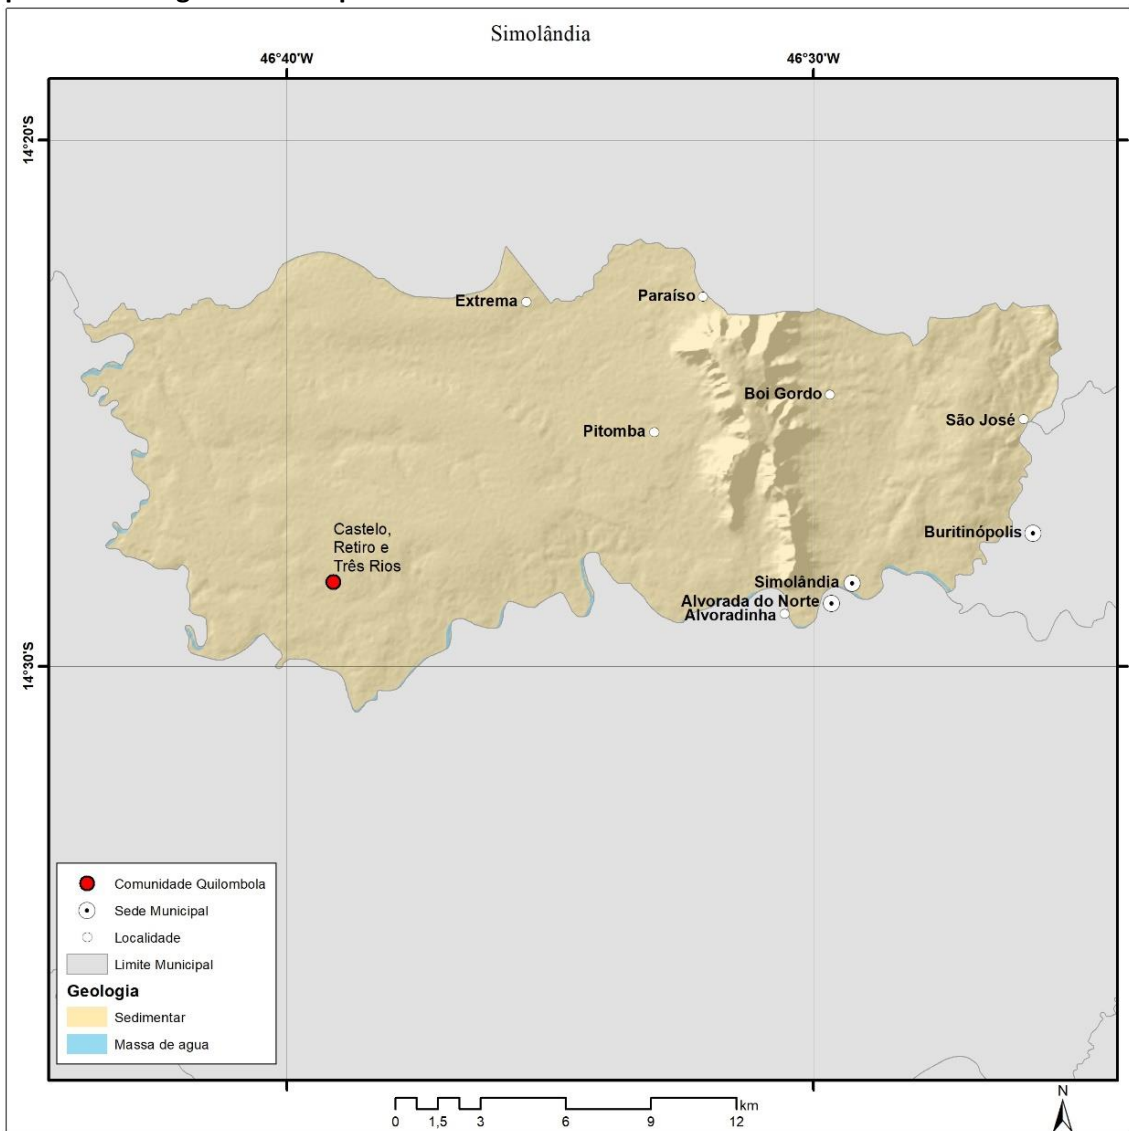 Simolândia
46°40'W
46°30'W
14°20'S
Extrema
Paraíso
Boi Gordo
São José
Pitomba
Buritinópolis
Castelo,
Retiro e
Três Rios
Simolândia
Alvorada do Norte
Alvoradinha
14°30'S
Comunidade Quilombola
Sede Municipal
Localidade
Limite Municipal
Geologia
Sedimentar
Massa de agua
km
0 1,5 3 6 9 12
N